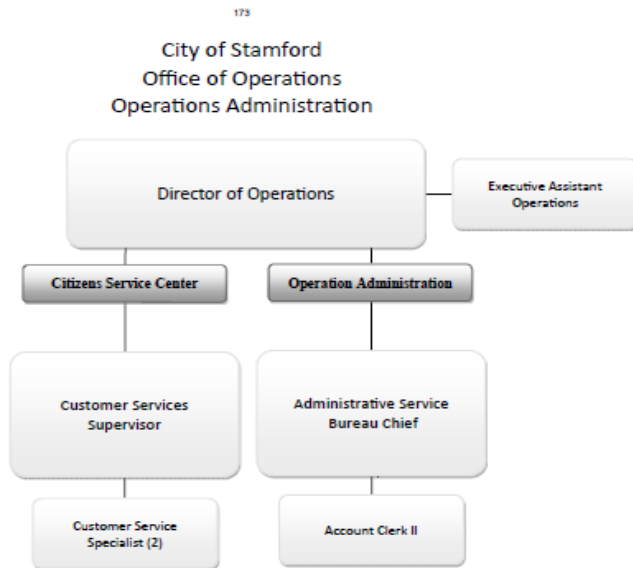 173
City of Stamford
Office of Operations
Operations Administration
Director of Operations
Executive Assistant
Operations
Citizens Service Center
Operation Administration
Customer Services
Supervisor
Administrative Service
Bureau Chief
Customer Service
Specialist (2)
Account Clerk II